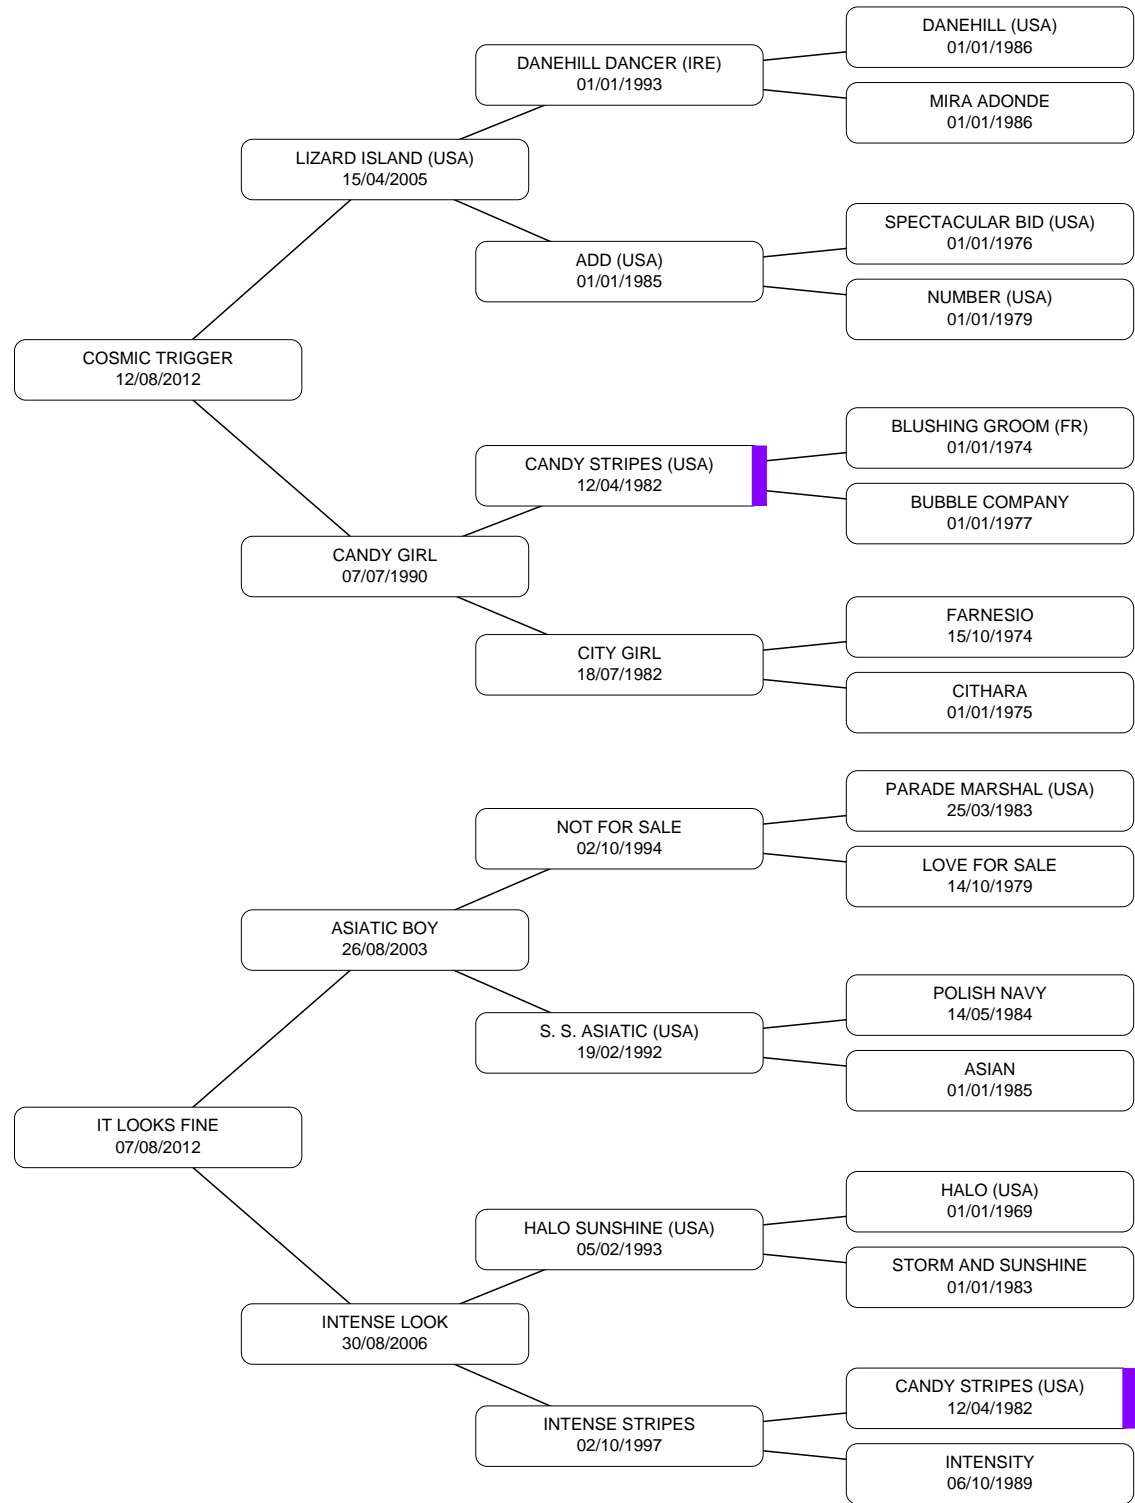 DANEHILL (USA)
01/01/1986
DANEHILL DANCER (IRE)
01/01/1993
MIRA ADONDE
01/01/1986
LIZARD ISLAND (USA)
15/04/2005
SPECTACULAR BID (USA)
01/01/1976
ADD (USA)
01/01/1985
NUMBER (USA)
01/01/1979
COSMIC TRIGGER
12/08/2012
BLUSHING GROOM (FR)
01/01/1974
CANDY STRIPES (USA)
12/04/1982
BUBBLE COMPANY
01/01/1977
CANDY GIRL
07/07/1990
FARNESIO
15/10/1974
CITY GIRL
18/07/1982
CITHARA
01/01/1975
PARADE MARSHAL (USA)
25/03/1983
NOT FOR SALE
02/10/1994
LOVE FOR SALE
14/10/1979
ASIATIC BOY
26/08/2003
POLISH NAVY
14/05/1984
S. S. ASIATIC (USA)
19/02/1992
ASIAN
01/01/1985
IT LOOKS FINE
07/08/2012
HALO (USA)
01/01/1969
HALO SUNSHINE (USA)
05/02/1993
STORM AND SUNSHINE
01/01/1983
INTENSE LOOK
30/08/2006
CANDY STRIPES (USA)
12/04/1982
INTENSE STRIPES
02/10/1997
INTENSITY
06/10/1989